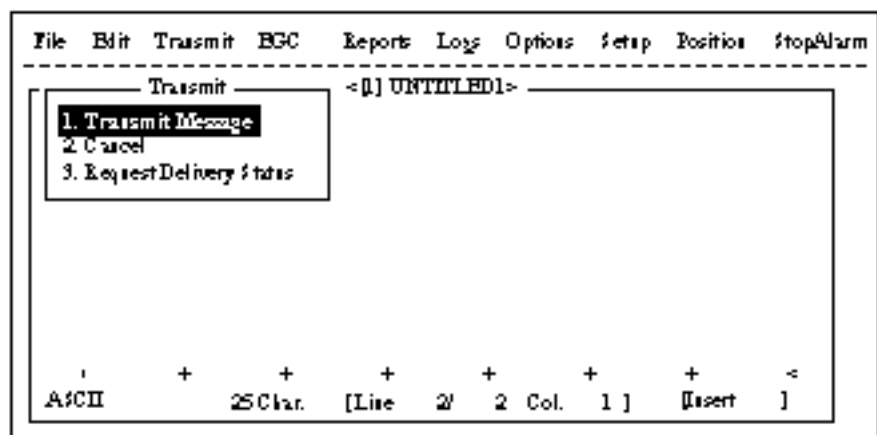 File Edit Transmit EGC Reports Logs Options Setup Position StopAlarm
Transmit <[1] UNTITLED1>
1. Transmit Message
2. Cancel
3. Request Delivery Status
+ + + + + + <
ASCII 25 Char. [Line 2/ 2 Col. 1 ] [Insert ]